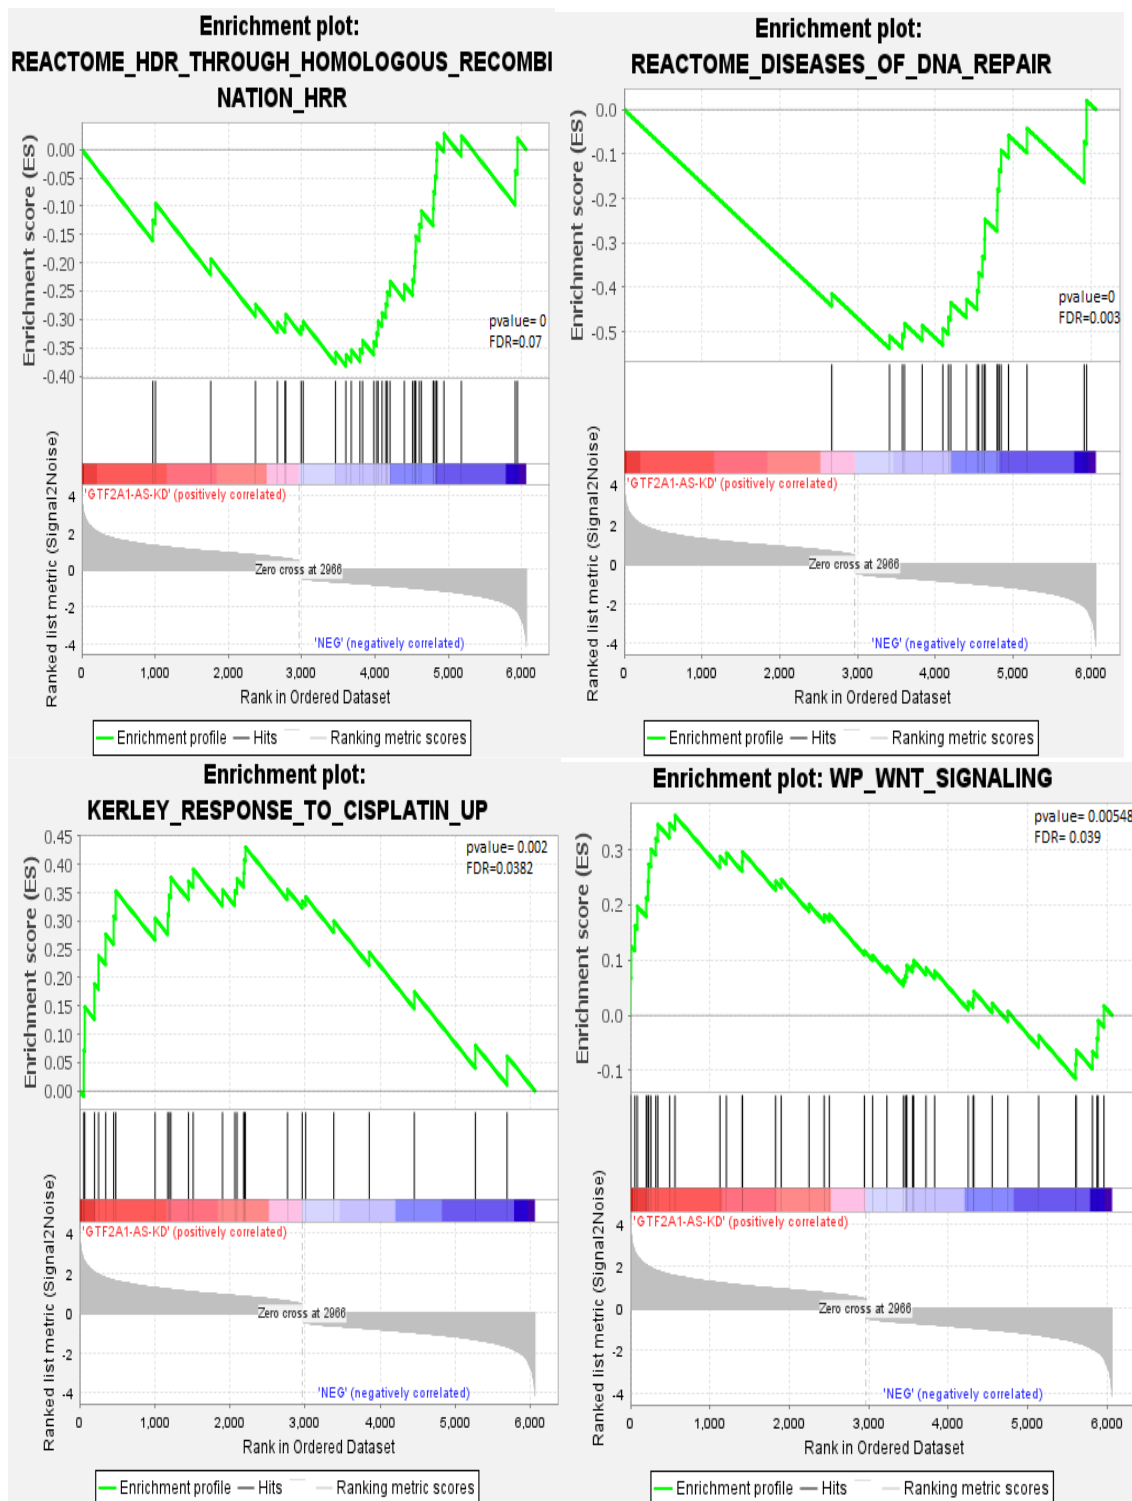 Enrichment plot:
REACTOME_HDR_THROUGH_HOMOLOGOUS_RECOMBI
NATION_HRR
Enrichment score (ES)
0.00
-0.05
-0.10
-0.15
-0.20
-0.25
-0.30
-0.35
-0.40
pvalue= 0
FDR=0.07
Ranked list metric (Signal2Noise)
'GTF2A1-AS-KD' (positively correlated)
4
2
0
-2
-4
Zero cross at 2966
'NEG' (negatively correlated)
0 1,000 2,000 3,000 4,000 5,000 6,000
Rank in Ordered Dataset
Enrichment profile Hits Ranking metric scores
Enrichment plot:
REACTOME_DISEASES_OF_DNA_REPAIR
Enrichment score (ES)
0.0
-0.1
-0.2
-0.3
-0.4
-0.5
pvalue=0
FDR=0.003
Ranked list metric (Signal2Noise)
'GTF2A1-AS-KD' (positively correlated)
4
2
0
-2
-4
Zero cross at 2966
'NEG' (negatively correlated)
0 1,000 2,000 3,000 4,000 5,000 6,000
Rank in Ordered Dataset
Enrichment profile Hits Ranking metric scores
Enrichment plot:
KERLEY_RESPONSE_TO_CISPLATIN_UP
Enrichment score (ES)
0.45
0.40
0.35
0.30
0.25
0.20
0.15
0.10
0.05
0.00
pvalue= 0.002
FDR=0.0382
Ranked list metric (Signal2Noise)
'GTF2A1-AS-KD' (positively correlated)
4
2
0
-2
-4
Zero cross at 2966
'NEG' (negatively correlated)
0 1,000 2,000 3,000 4,000 5,000 6,000
Rank in Ordered Dataset
Enrichment profile Hits Ranking metric scores
Enrichment plot: WP_WNT_SIGNALING
Enrichment score (ES)
0.3
0.2
0.1
0.0
-0.1
pvalue= 0.00548
FDR= 0.039
Ranked list metric (Signal2Noise)
'GTF2A1-AS-KD' (positively correlated)
4
2
0
-2
-4
Zero cross at 2966
'NEG' (negatively correlated)
0 1,000 2,000 3,000 4,000 5,000 6,000
Rank in Ordered Dataset
Enrichment profile Hits Ranking metric scores